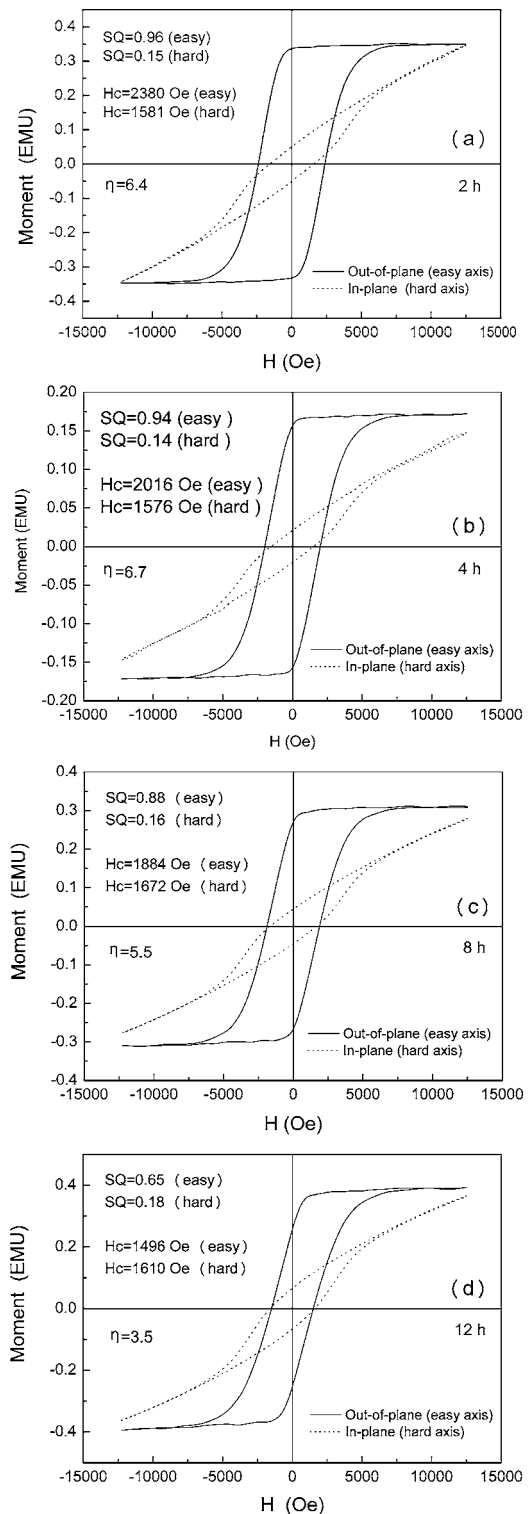 SQ=0.96 (easy)
SQ=0.15 (hard)
Hc=2380 Oe (easy)
Hc=1581 Oe (hard)
(a)
η=6.4
2 h
Out-of-plane (easy axis)
In-plane (hard axis)
Moment (EMU)
0.4
0.3
0.2
0.1
0.0
-0.1
-0.2
-0.3
-0.4
-15000 -10000 -5000 0 5000 10000 15000
H (Oe)
SQ=0.94 (easy )
SQ=0.14 (hard )
Hc=2016 Oe (easy )
Hc=1576 Oe (hard )
(b)
η=6.7
4 h
Out-of-plane (easy axis)
In-plane (hard axis)
Moment (EMU)
0.20
0.15
0.10
0.05
0.00
-0.05
-0.10
-0.15
-0.20
-15000 -10000 -5000 0 5000 10000 15000
H (Oe)
SQ=0.88 ( easy )
SQ=0.16 ( hard )
Hc=1884 Oe ( easy )
Hc=1672 Oe ( hard )
(c)
η=5.5
8 h
Out-of-plane (easy axis)
In-plane (hard axis)
Moment (EMU)
0.4
0.3
0.2
0.1
0.0
-0.1
-0.2
-0.3
-0.4
-15000 -10000 -5000 0 5000 10000 15000
H (Oe)
SQ=0.65 ( easy )
SQ=0.18 ( hard )
Hc=1496 Oe ( easy )
Hc=1610 Oe ( hard )
(d)
η=3.5
12 h
Out-of-plane (easy axis)
In-plane (hard axis)
Moment (EMU)
0.4
0.2
0.0
-0.2
-0.4
-15000 -10000 -5000 0 5000 10000 15000
H (Oe)